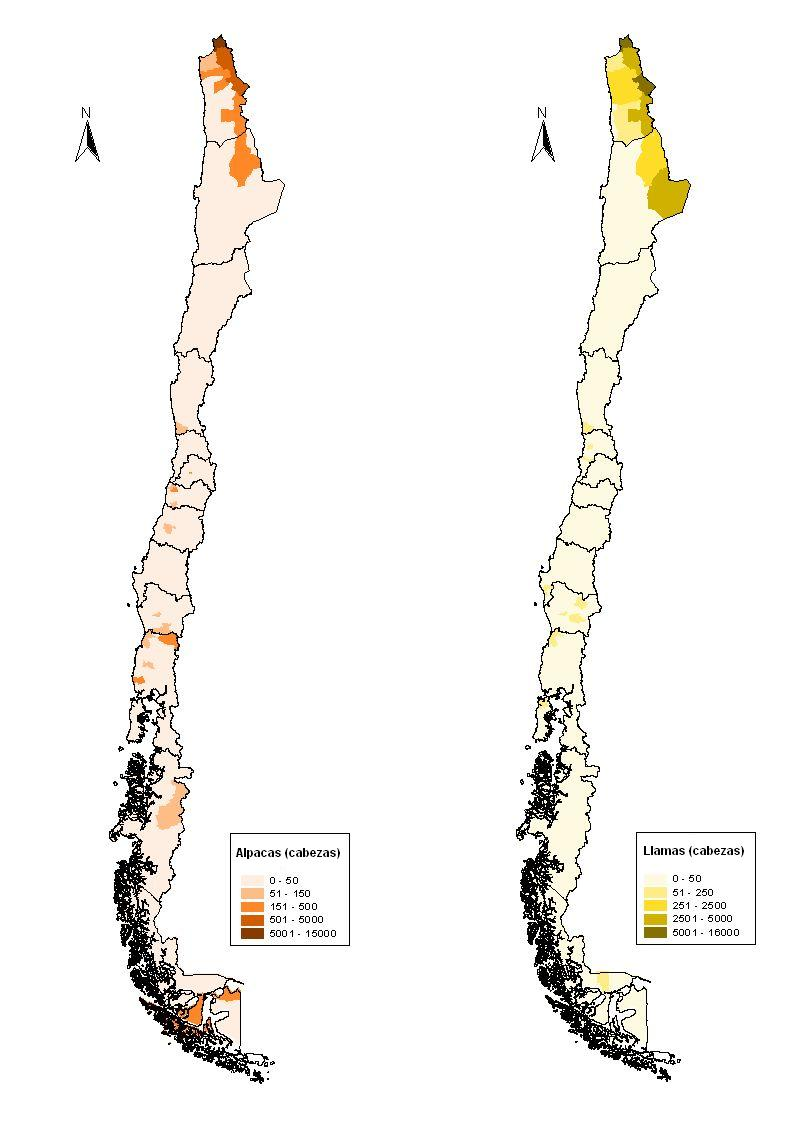 N
N
Alpacas (cabezas)
0 - 50
51 - 150
151 - 500
501 - 5000
5001 - 15000
Llamas (cabezas)
0 - 50
51 - 250
251 - 2500
2501 - 5000
5001 - 16000